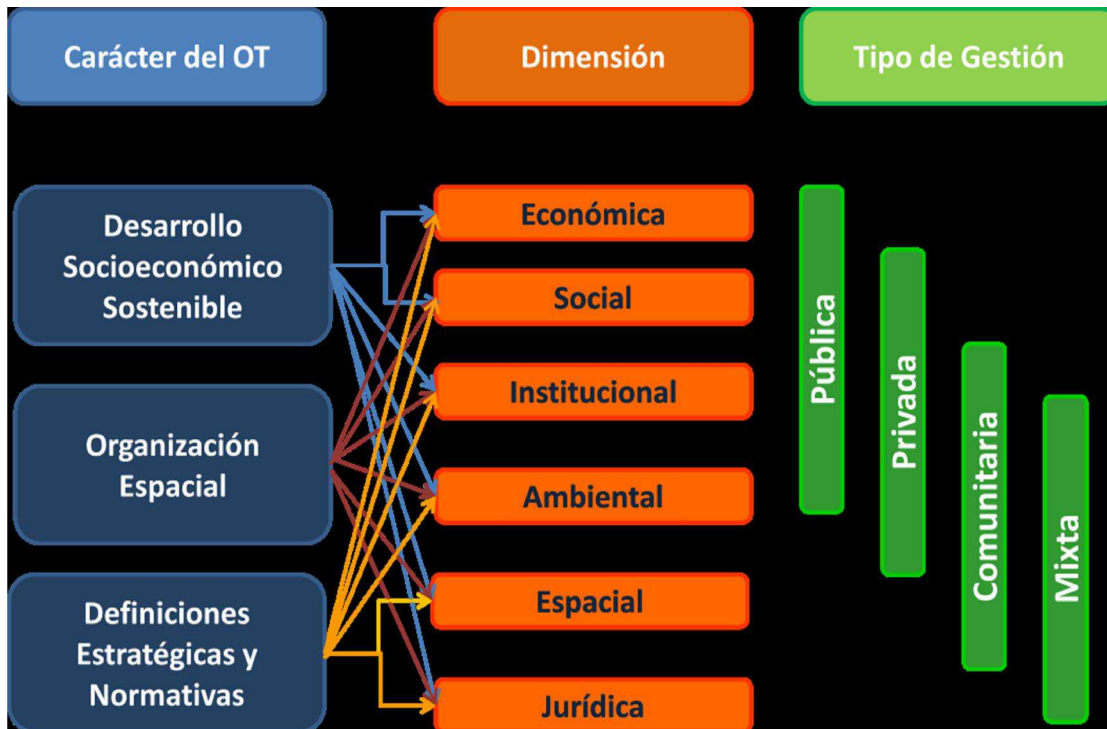 Carácter del OT
Dimensión
Tipo de Gestión
Desarrollo
Socioeconómico
Sostenible
Organización
Espacial
Definiciones
Estratégicas y
Normativas
Económica
Social
Institucional
Ambiental
Espacial
Jurídica
Pública
Privada
Comunitaria
Mixta